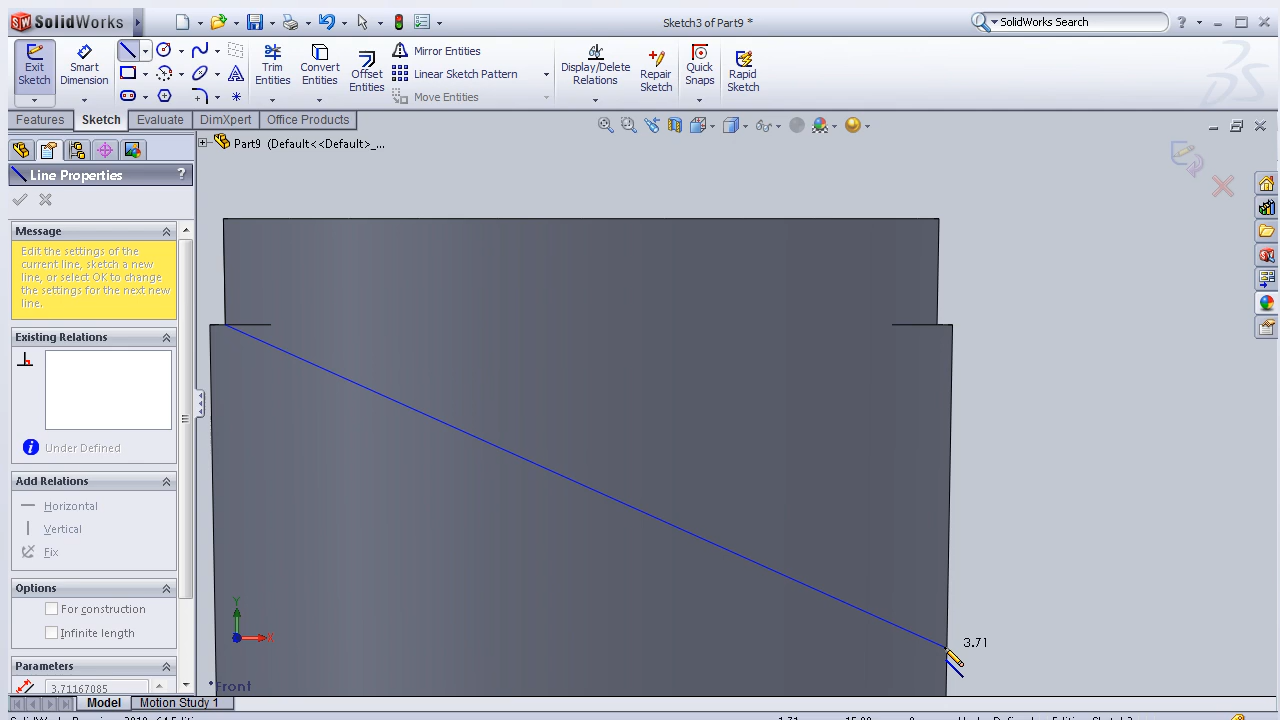 SolidWorks
Sketch3 of Part9 *
SolidWorks Search
?
Exit Sketch
Smart Dimension
Trim Entities
Convert Entities
Offset Entities
Mirror Entities
Linear Sketch Pattern
Move Entities
Display/Delete Relations
Repair Sketch
Quick Snaps
Rapid Sketch
Features
Sketch
Evaluate
DimXpert
Office Products
Part9 (Default<<Default>_...
Line Properties
?
Message
Edit the settings of the
current line, sketch a new
line, or select OK to change
the settings for the next new
line.
Existing Relations
Under Defined
Add Relations
Horizontal
Vertical
Fix
Options
For construction
Infinite length
Parameters
3.71167085
3.71
Y
X
*Front
Model
Motion Study 1